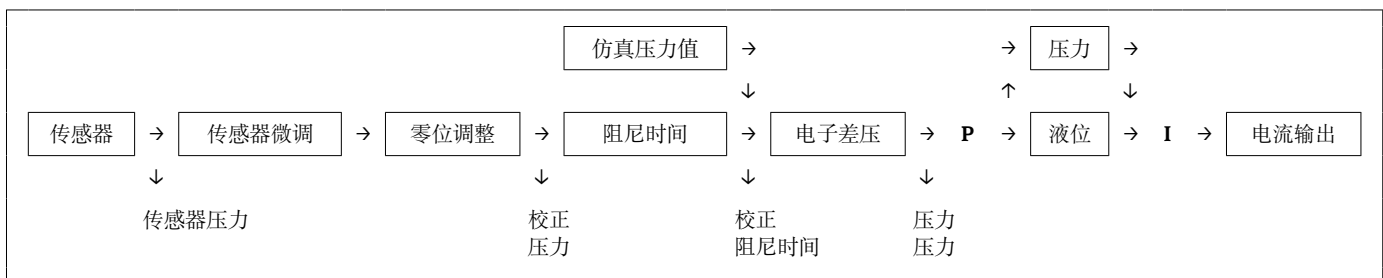 仿真压力值 → → 压力 →
↓ ↑ ↓
传感器 → 传感器微调 → 零位调整 → 阻尼时间 → 电子差压 → P → 液位 → I → 电流输出
↓ ↓ ↓ ↓
传感器压力 校正 校正 压力
压力 阻尼时间 压力